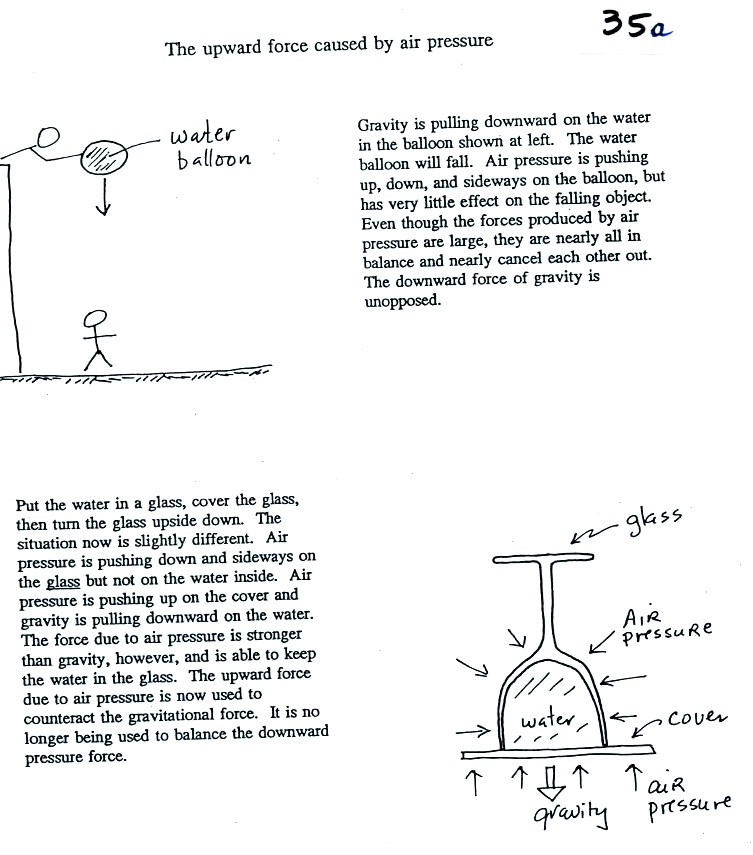 35a
The upward force caused by air pressure
water
balloon
Gravity is pulling downward on the water
in the balloon shown at left. The water
balloon will fall. Air pressure is pushing
up, down, and sideways on the balloon, but
has very little effect on the falling object.
Even though the forces produced by air
pressure are large, they are nearly all in
balance and nearly cancel each other out.
The downward force of gravity is
unopposed.
Put the water in a glass, cover the glass,
then turn the glass upside down. The
situation now is slightly different. Air
pressure is pushing down and sideways on
the glass but not on the water inside. Air
pressure is pushing up on the cover and
gravity is pulling downward on the water.
The force due to air pressure is stronger
than gravity, however, and is able to keep
the water in the glass. The upward force
due to air pressure is now used to
counteract the gravitational force. It is no
longer being used to balance the downward
pressure force.
glass
AIR
pressure
water
cover
gravity
air
pressure